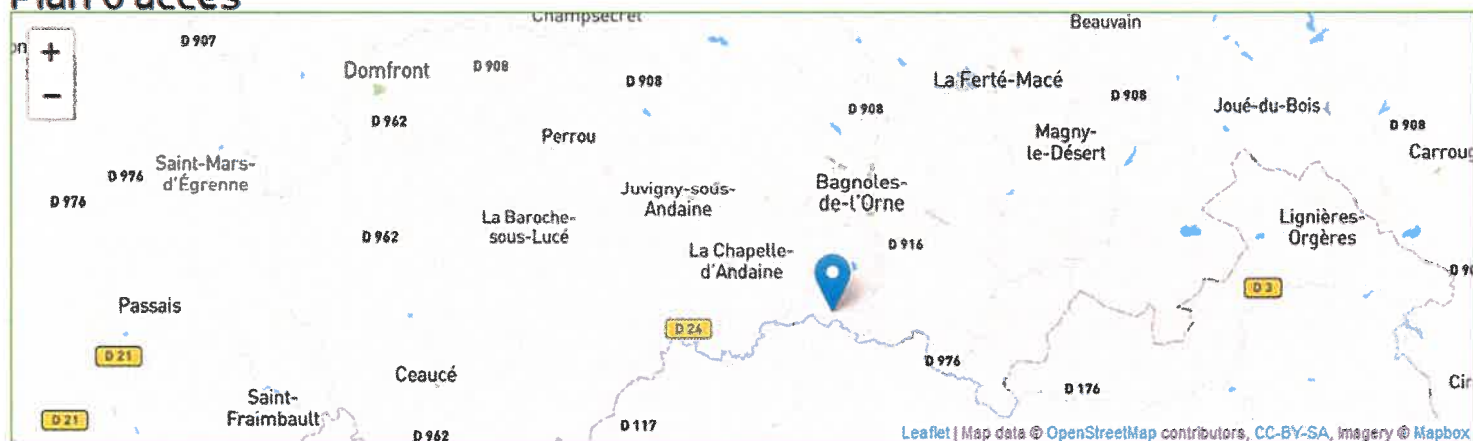 Plan d'accès
Champsecret
Beauvain
+
−
D 907
Domfront
D 908
D 908
La Ferté-Macé
D 908
D 908
Joué-du-Bois
D 908
D 962
Perrou
Magny-
le-Désert
Carroug
Saint-Mars-
d'Égrenne
D 976
D 976
Juvigny-sous-
Andaine
Bagnoles-
de-l'Orne
La Baroche-
sous-Lucé
Lignières-
Orgères
D 962
La Chapelle-
d'Andaine
D 916
D 90
D 3
Passais
D 24
D 21
D 976
Ceaucé
D 176
Cir
Saint-
Fraimbault
D 21
D 117
D 962
Leaflet | Map data © OpenStreetMap contributors, CC-BY-SA, Imagery © Mapbox